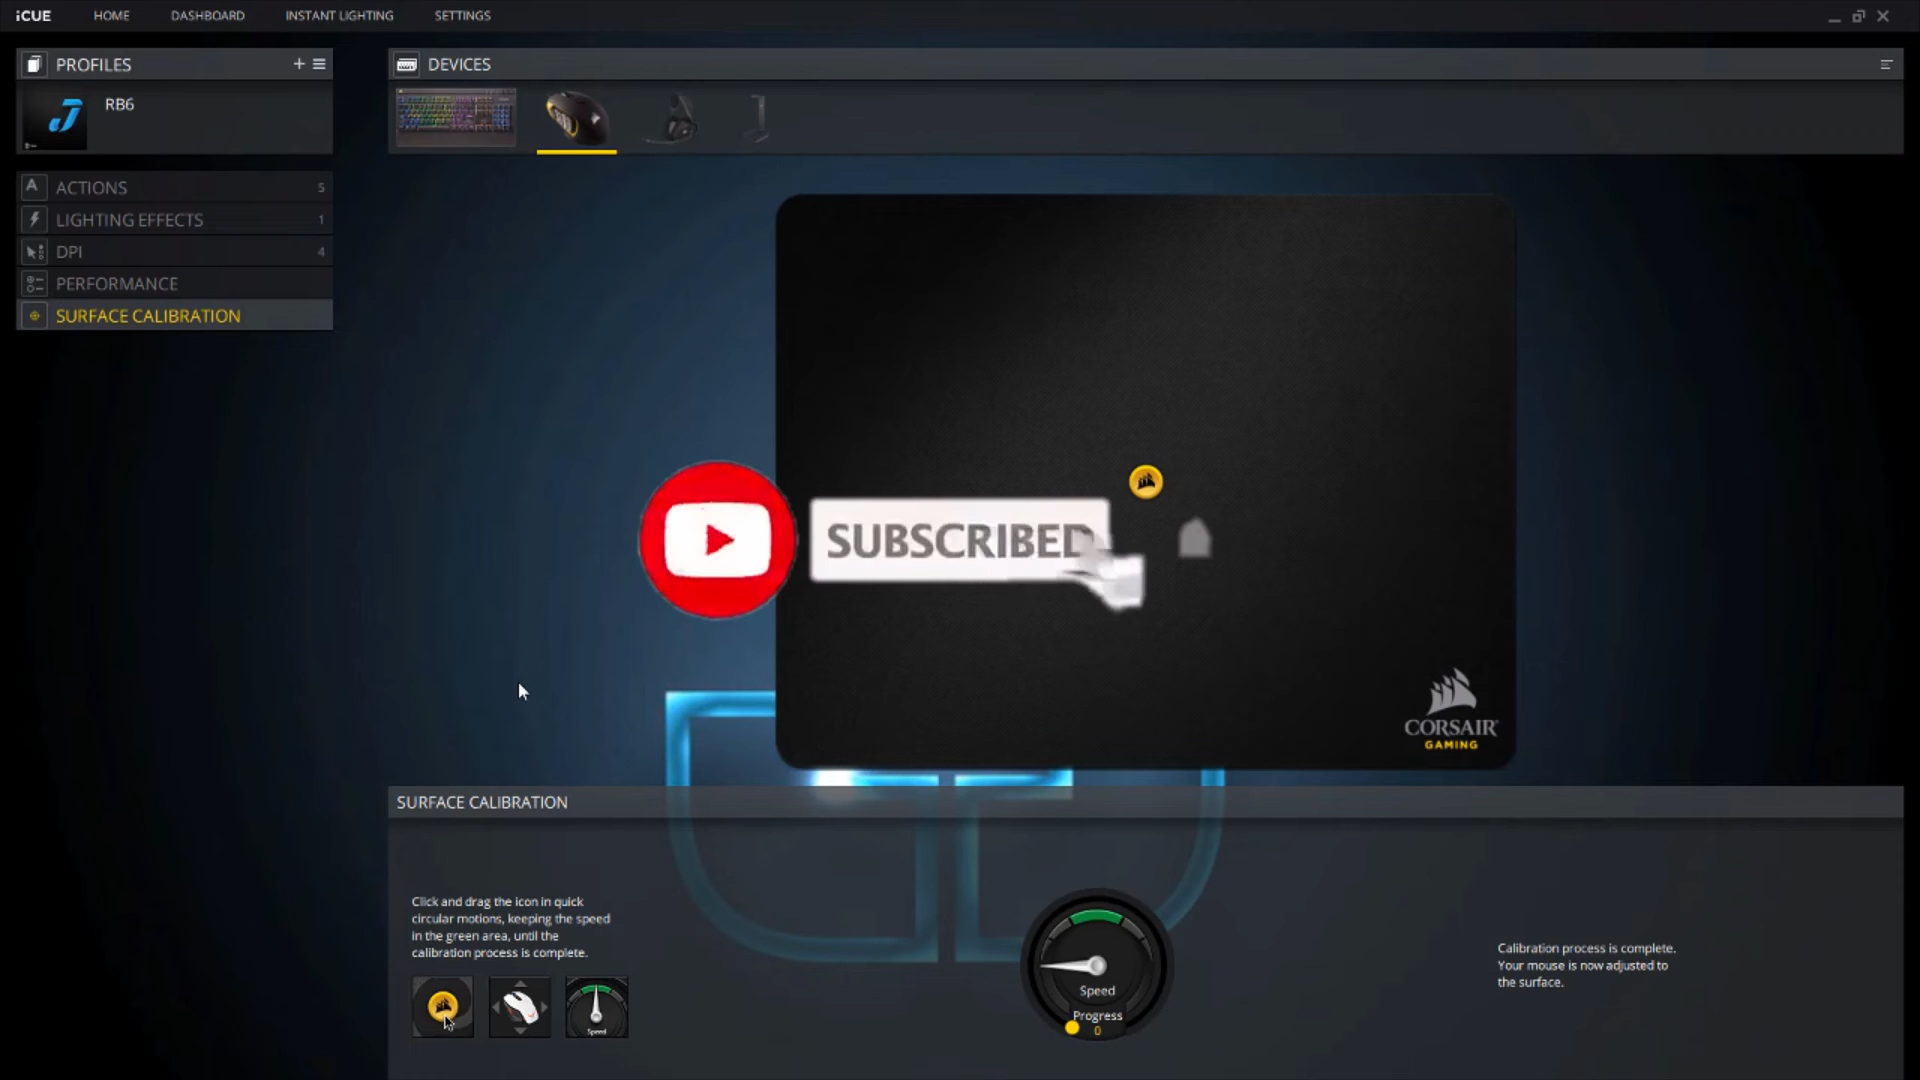 iCUE
HOME
DASHBOARD
INSTANT LIGHTING
SETTINGS
PROFILES
RB6
DEVICES
A ACTIONS 5
LIGHTING EFFECTS 1
DPI 4
PERFORMANCE
SURFACE CALIBRATION
SUBSCRIBED
CORSAIR
GAMING
SURFACE CALIBRATION
Click and drag the icon in quick
circular motions, keeping the speed
in the green area, until the
calibration process is complete.
Speed
Speed
Progress
0
Calibration process is complete.
Your mouse is now adjusted to
the surface.